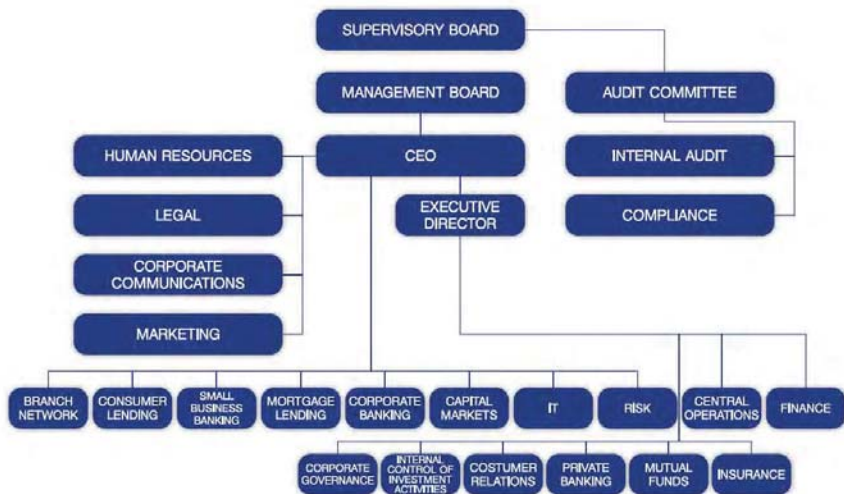 SUPERVISORY BOARD
MANAGEMENT BOARD
AUDIT COMMITTEE
HUMAN RESOURCES
CEO
INTERNAL AUDIT
LEGAL
EXECUTIVE
DIRECTOR
COMPLIANCE
CORPORATE
COMMUNICATIONS
MARKETING
BRANCH
NETWORK
CONSUMER
LENDING
SMALL
BUSINESS
BANKING
MORTGAGE
LENDING
CORPORATE
BANKING
CAPITAL
MARKETS
IT
RISK
CENTRAL
OPERATIONS
FINANCE
CORPORATE
GOVERNANCE
INTERNAL
CONTROL OF
INVESTMENT
ACTIVITIES
COSTUMER
RELATIONS
PRIVATE
BANKING
MUTUAL
FUNDS
INSURANCE